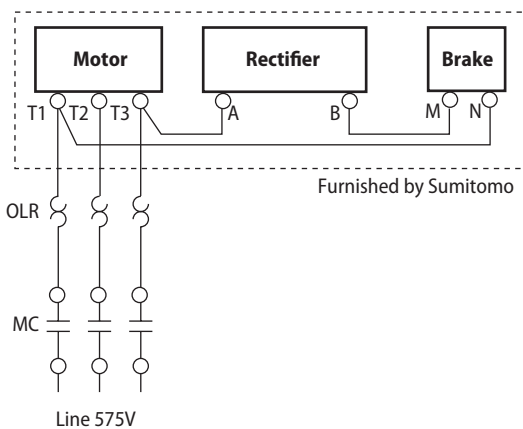 Motor Rectifier Brake
T1 T2 T3 A B M N
Furnished by Sumitomo
OLR
MC
Line 575V